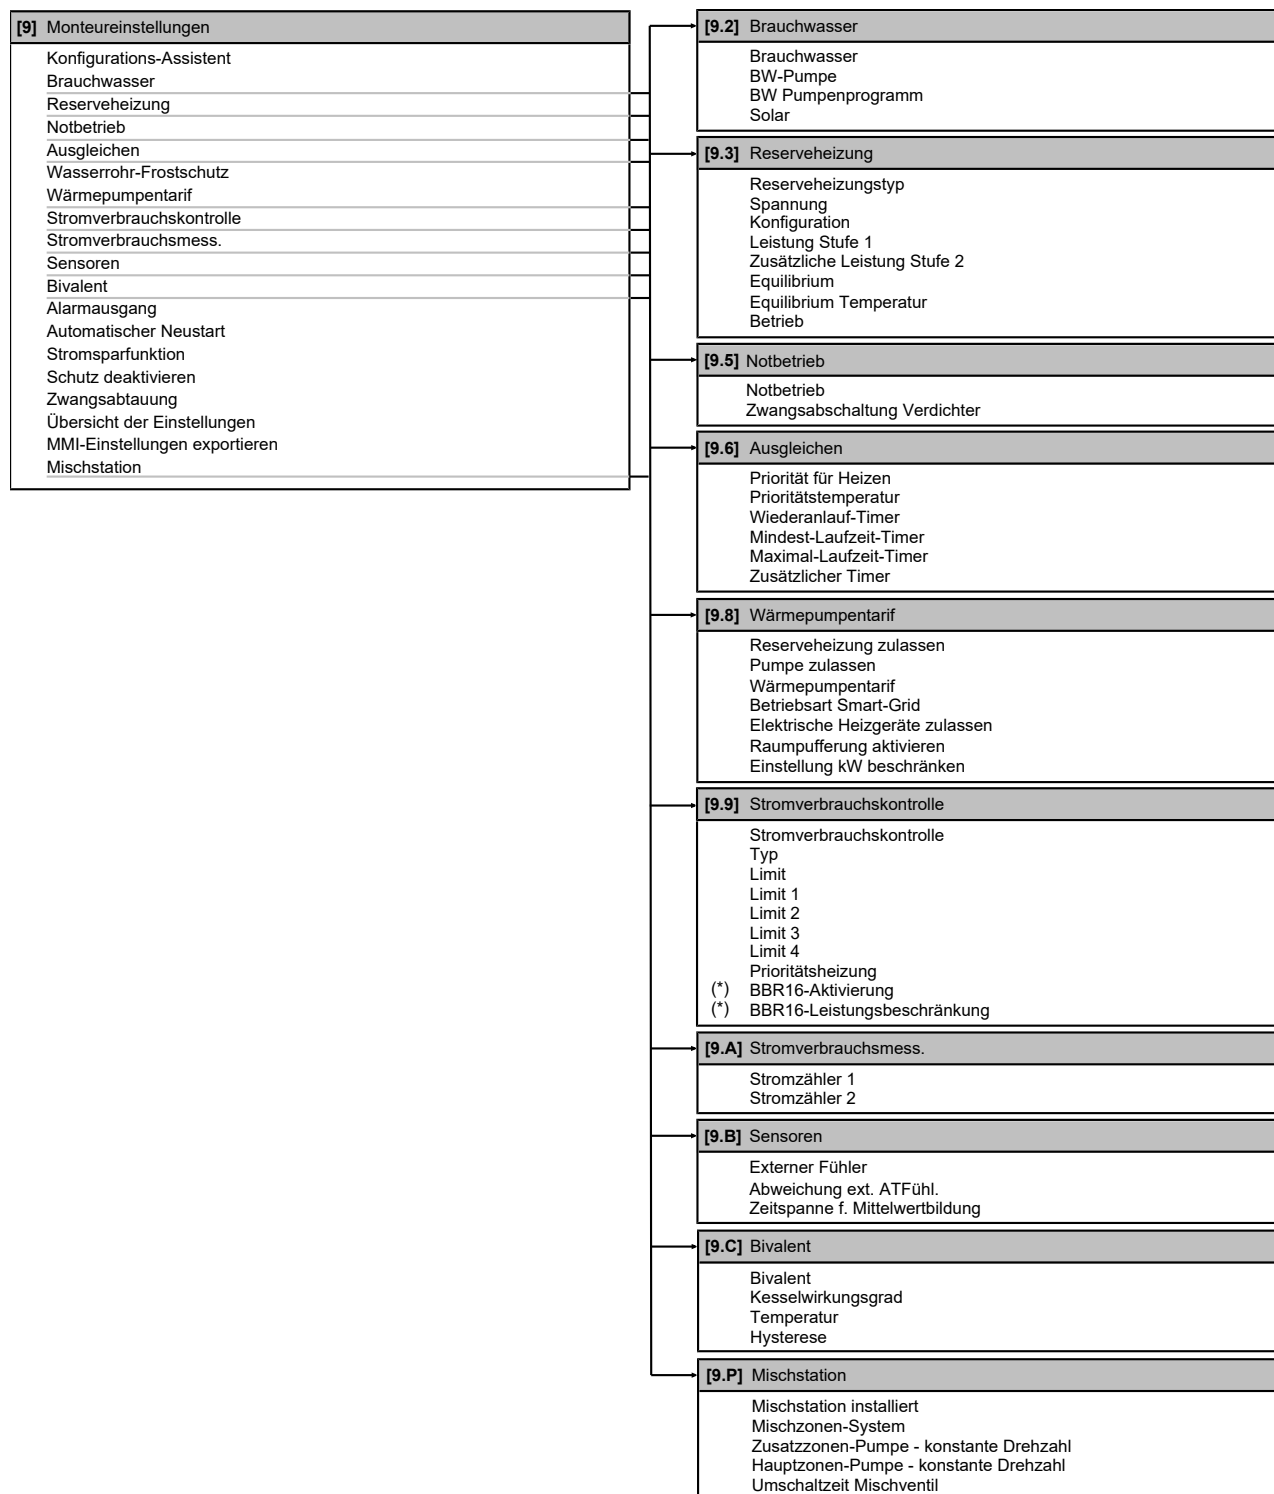 [9] Monteureinstellungen
Konfigurations-Assistent
Brauchwasser
Reserveheizung
Notbetrieb
Ausgleichen
Wasserrohr-Frostschutz
Wärmepumpentarif
Stromverbrauchskontrolle
Stromverbrauchsmess.
Sensoren
Bivalent
Alarmausgang
Automatischer Neustart
Stromsparfunktion
Schutz deaktivieren
Zwangsabtauung
Übersicht der Einstellungen
MMI-Einstellungen exportieren
Mischstation
[9.2] Brauchwasser
Brauchwasser
BW-Pumpe
BW Pumpenprogramm
Solar
[9.3] Reserveheizung
Reserveheizungstyp
Spannung
Konfiguration
Leistung Stufe 1
Zusätzliche Leistung Stufe 2
Equilibrium
Equilibrium Temperatur
Betrieb
[9.5] Notbetrieb
Notbetrieb
Zwangsabschaltung Verdichter
[9.6] Ausgleichen
Priorität für Heizen
Prioritätstemperatur
Wiederanlauf-Timer
Mindest-Laufzeit-Timer
Maximal-Laufzeit-Timer
Zusätzlicher Timer
[9.8] Wärmepumpentarif
Reserveheizung zulassen
Pumpe zulassen
Wärmepumpentarif
Betriebsart Smart-Grid
Elektrische Heizgeräte zulassen
Raumpufferung aktivieren
Einstellung kW beschränken
[9.9] Stromverbrauchskontrolle
Stromverbrauchskontrolle
Typ
Limit
Limit 1
Limit 2
Limit 3
Limit 4
Prioritätsheizung
(*) BBR16-Aktivierung
(*) BBR16-Leistungsbeschränkung
[9.A] Stromverbrauchsmess.
Stromzähler 1
Stromzähler 2
[9.B] Sensoren
Externer Fühler
Abweichung ext. ATFühl.
Zeitspanne f. Mittelwertbildung
[9.C] Bivalent
Bivalent
Kesselwirkungsgrad
Temperatur
Hysterese
[9.P] Mischstation
Mischstation installiert
Mischzonen-System
Zusatzzonen-Pumpe - konstante Drehzahl
Hauptzonen-Pumpe - konstante Drehzahl
Umschaltzeit Mischventil